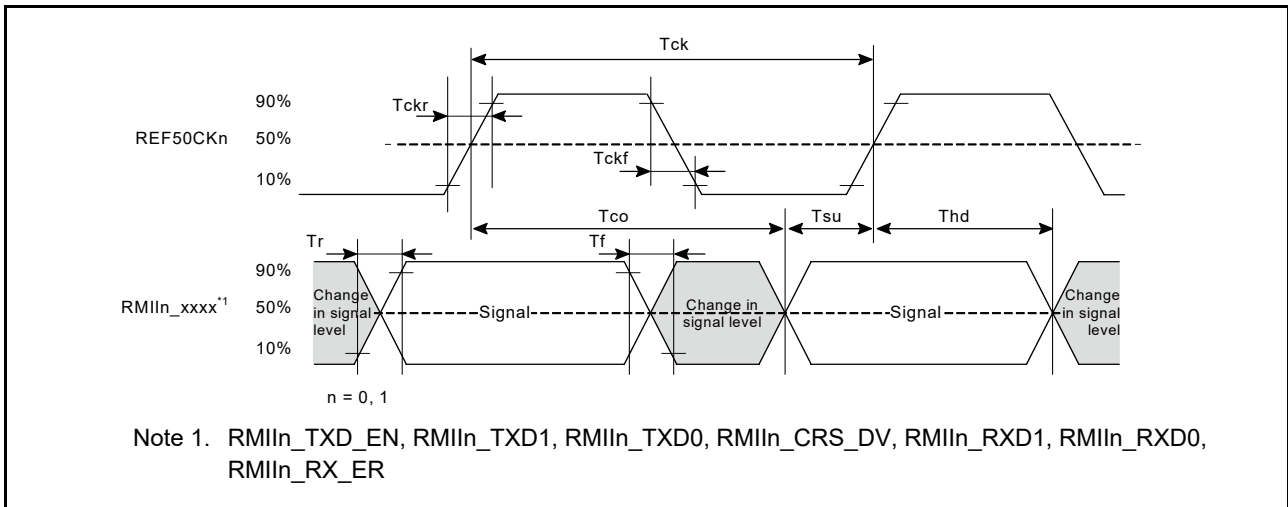 Tck
90%
Tckr
REF50CKn
50%
Tckf
10%
Tco
Tsu
Thd
Tr
Tf
90%
Change
in signal
level
Change in
signal level
Change
in signal
level
RMIIn_xxxx*1
50%
Signal
Signal
10%
n = 0, 1
Note 1. RMIIn_TXD_EN, RMIIn_TXD1, RMIIn_TXD0, RMIIn_CRS_DV, RMIIn_RXD1, RMIIn_RXD0,
RMIIn_RX_ER